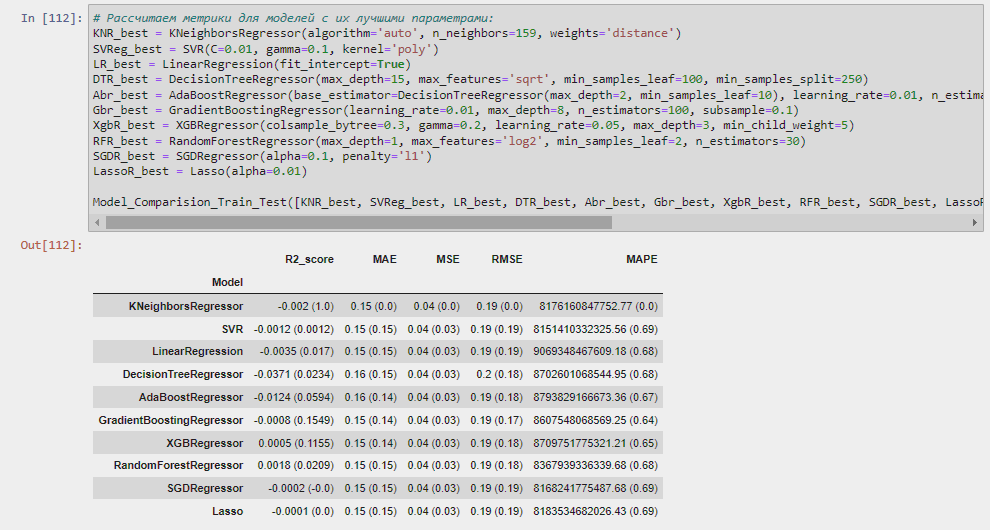 In [112]:
# Рассчитаем метрики для моделей с их лучшими параметрами:
KNR_best = KNeighborsRegressor(algorithm='auto', n_neighbors=159, weights='distance')
SVReg_best = SVR(C=0.01, gamma=0.1, kernel='poly')
LR_best = LinearRegression(fit_intercept=True)
DTR_best = DecisionTreeRegressor(max_depth=15, max_features='sqrt', min_samples_leaf=100, min_samples_split=250)
Abr_best = AdaBoostRegressor(base_estimator=DecisionTreeRegressor(max_depth=2, min_samples_leaf=10), learning_rate=0.01, n_estima
Gbr_best = GradientBoostingRegressor(learning_rate=0.01, max_depth=8, n_estimators=100, subsample=0.1)
XgbR_best = XGBRegressor(colsample_bytree=0.3, gamma=0.2, learning_rate=0.05, max_depth=3, min_child_weight=5)
RFR_best = RandomForestRegressor(max_depth=1, max_features='log2', min_samples_leaf=2, n_estimators=30)
SGDR_best = SGDRegressor(alpha=0.1, penalty='l1')
LassoR_best = Lasso(alpha=0.01)
Model_Comparision_Train_Test([KNR_best, SVReg_best, LR_best, DTR_best, Abr_best, Gbr_best, XgbR_best, RFR_best, SGDR_best, LassoR
Out[112]:
R2_score MAE MSE RMSE MAPE
Model
KNeighborsRegressor -0.002 (1.0) 0.15 (0.0) 0.04 (0.0) 0.19 (0.0) 8176160847752.77 (0.0)
SVR -0.0012 (0.0012) 0.15 (0.15) 0.04 (0.03) 0.19 (0.19) 8151410332325.56 (0.69)
LinearRegression -0.0035 (0.017) 0.15 (0.15) 0.04 (0.03) 0.19 (0.19) 9069348467609.18 (0.68)
DecisionTreeRegressor -0.0371 (0.0234) 0.16 (0.15) 0.04 (0.03) 0.2 (0.18) 8702601068544.95 (0.68)
AdaBoostRegressor -0.0124 (0.0594) 0.16 (0.14) 0.04 (0.03) 0.19 (0.18) 8793829166673.36 (0.67)
GradientBoostingRegressor -0.0008 (0.1549) 0.15 (0.14) 0.04 (0.03) 0.19 (0.17) 8607548068569.25 (0.64)
XGBRegressor 0.0005 (0.1155) 0.15 (0.14) 0.04 (0.03) 0.19 (0.18) 8709751775321.21 (0.65)
RandomForestRegressor 0.0018 (0.0209) 0.15 (0.15) 0.04 (0.03) 0.19 (0.18) 8367939336339.68 (0.68)
SGDRegressor -0.0002 (-0.0) 0.15 (0.15) 0.04 (0.03) 0.19 (0.19) 8168241775487.68 (0.69)
Lasso -0.0001 (0.0) 0.15 (0.15) 0.04 (0.03) 0.19 (0.19) 8183534682026.43 (0.69)